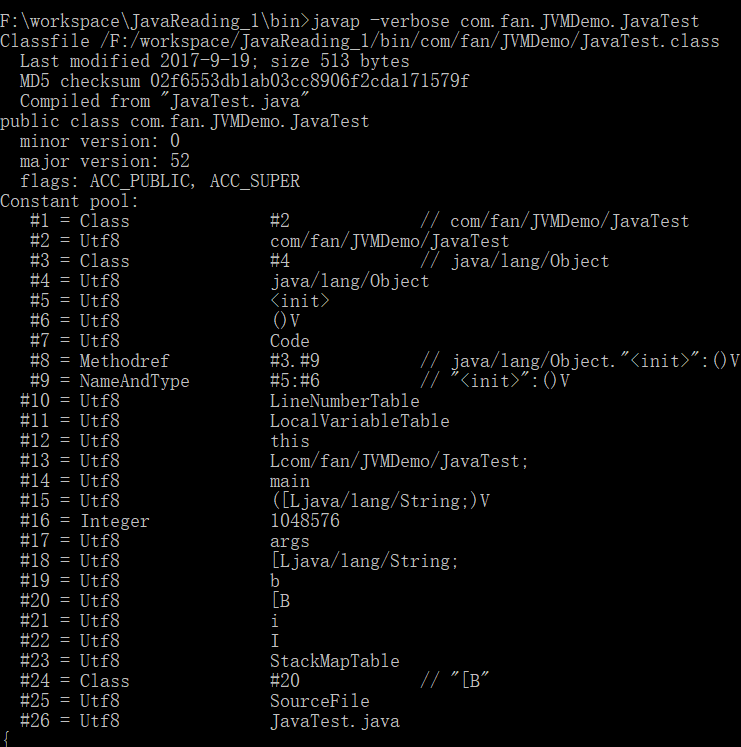 F:\workspace\JavaReading_1\bin>javap -verbose com.fan.JVMDemo.JavaTest
Classfile /F:/workspace/JavaReading_1/bin/com/fan/JVMDemo/JavaTest.class
  Last modified 2017-9-19; size 513 bytes
  MD5 checksum 02f6553db1ab03cc8906f2cda171579f
  Compiled from "JavaTest.java"
public class com.fan.JVMDemo.JavaTest
  minor version: 0
  major version: 52
  flags: ACC_PUBLIC, ACC_SUPER
Constant pool:
   #1 = Class              #2             // com/fan/JVMDemo/JavaTest
   #2 = Utf8               com/fan/JVMDemo/JavaTest
   #3 = Class              #4             // java/lang/Object
   #4 = Utf8               java/lang/Object
   #5 = Utf8               <init>
   #6 = Utf8               ()V
   #7 = Utf8               Code
   #8 = Methodref          #3.#9          // java/lang/Object."<init>":()V
   #9 = NameAndType        #5:#6          // "<init>":()V
  #10 = Utf8               LineNumberTable
  #11 = Utf8               LocalVariableTable
  #12 = Utf8               this
  #13 = Utf8               Lcom/fan/JVMDemo/JavaTest;
  #14 = Utf8               main
  #15 = Utf8               ([Ljava/lang/String;)V
  #16 = Integer            1048576
  #17 = Utf8               args
  #18 = Utf8               [Ljava/lang/String;
  #19 = Utf8               b
  #20 = Utf8               [B
  #21 = Utf8               i
  #22 = Utf8               I
  #23 = Utf8               StackMapTable
  #24 = Class              #20            // "[B"
  #25 = Utf8               SourceFile
  #26 = Utf8               JavaTest.java
{